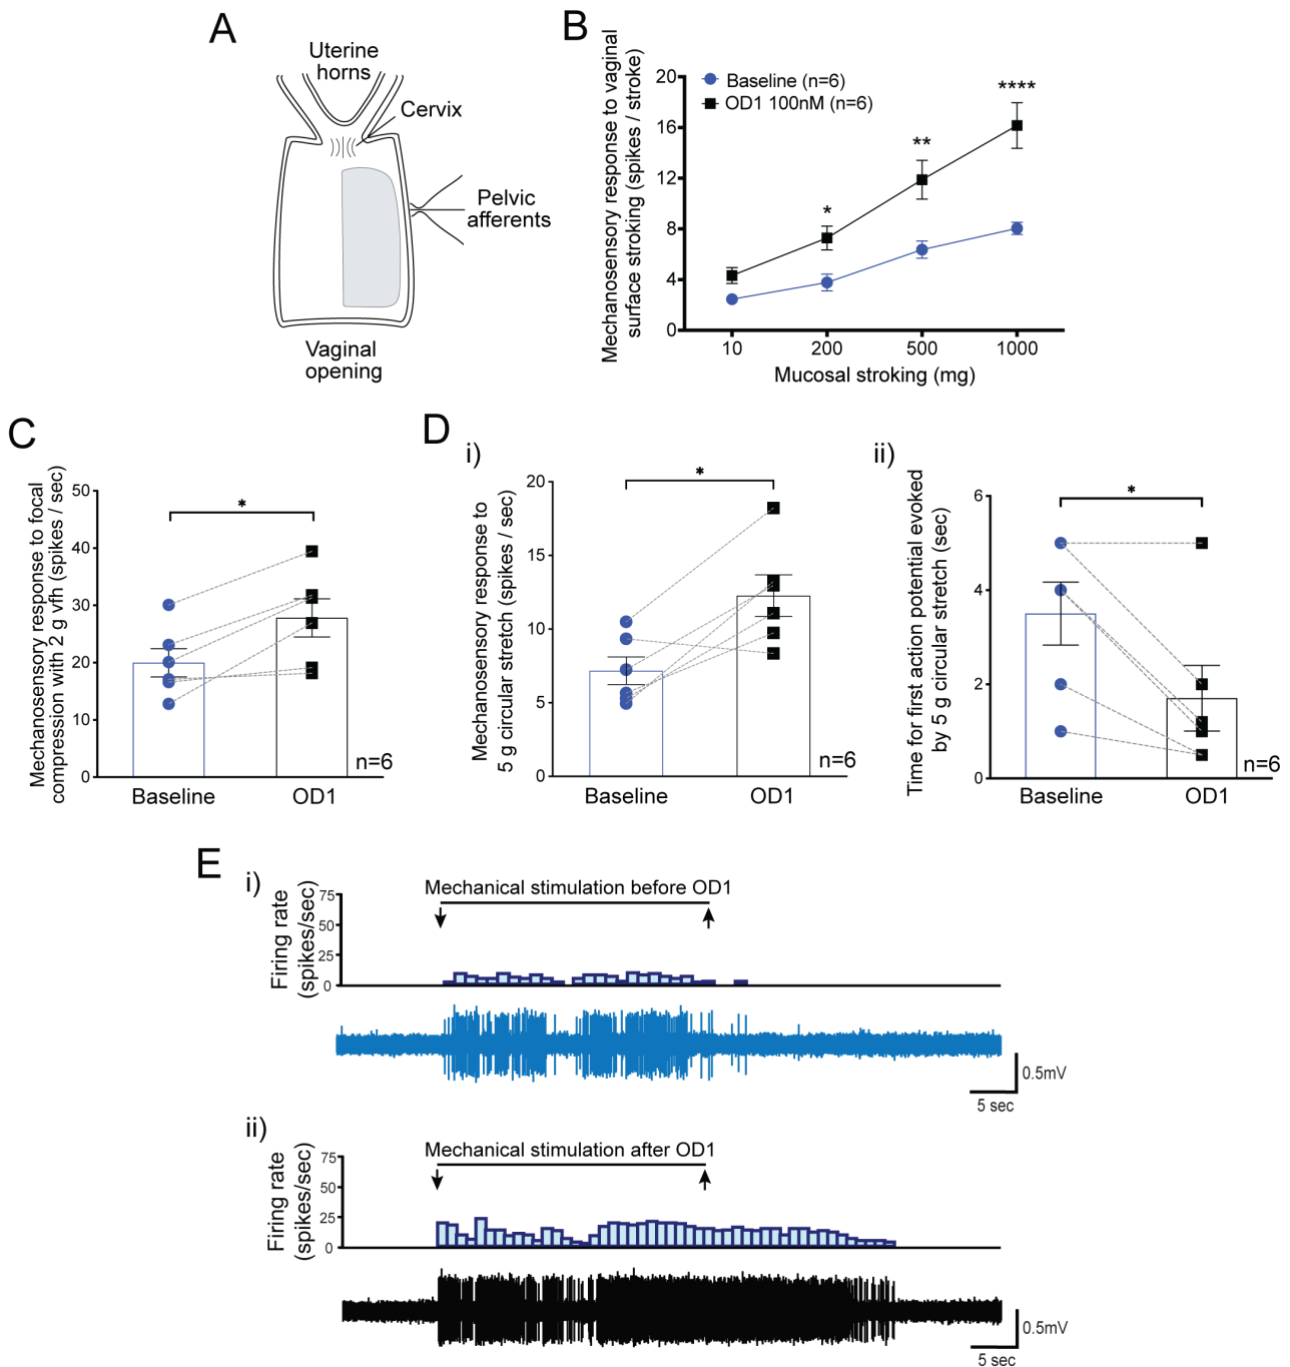 A
Uterine
horns
Cervix
Pelvic
afferents
Vaginal
opening
B
Mechanosensory response to vaginal
surface stroking (spikes / stroke)
20
16
12
8
4
0
Baseline (n=6)
OD1 100nM (n=6)
*
**
****
10 200 500 1000
Mucosal stroking (mg)
C
Mechanosensory response to focal
compression with 2 g vfh (spikes / sec)
50
40
30
20
10
0
*
n=6
Baseline OD1
D
i)
Mechanosensory response to
5 g circular stretch (spikes / sec)
20
15
10
5
0
*
n=6
Baseline OD1
ii)
Time for first action potential evoked
by 5 g circular stretch (sec)
6
4
2
0
*
n=6
Baseline OD1
E
i)
Mechanical stimulation before OD1
Firing rate
(spikes/sec)
75
50
25
0
0.5mV
5 sec
ii)
Mechanical stimulation after OD1
Firing rate
(spikes/sec)
75
50
25
0
0.5mV
5 sec